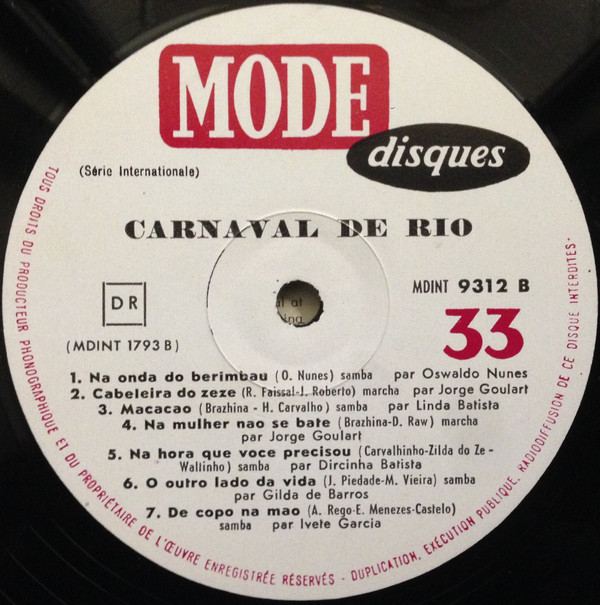 MODE
disques
(Série Internationale)
CARNAVAL DE RIO
DR
MDINT 9312 B
33
(MDINT 1793 B)
1. Na onda do berimbau (O. Nunes) samba par Oswaldo Nunes
2. Cabeleira do zeze (R. Faissal-J. Roberto) marcha par Jorge Goulart
3. Macacao (Brazhina - H. Carvalho) samba par Linda Batista
4. Na mulher nao se bate (Brazhina-D. Raw) marcha
par Jorge Goulart
5. Na hora que voce precisou (Carvalhinho-Zilda do Ze -
Wallinho) samba par Dircinha Batista
6. O outro lado da vida (J. Piedade-M. Vieira) samba
par Gilda de Barros
7. De copo na mao (A. Rego-E. Menezes-Castelo)
samba par Ivete Garcia
TOUS DROITS DU PRODUCTEUR PHONOGRAPHIQUE ET DU PROPRIÉTAIRE DE L'ŒUVRE ENREGISTRÉE RÉSERVÉS - DUPLICATION, EXÉCUTION PUBLIQUE, RADIODIFFUSION DE CE DISQUE INTERDITES.